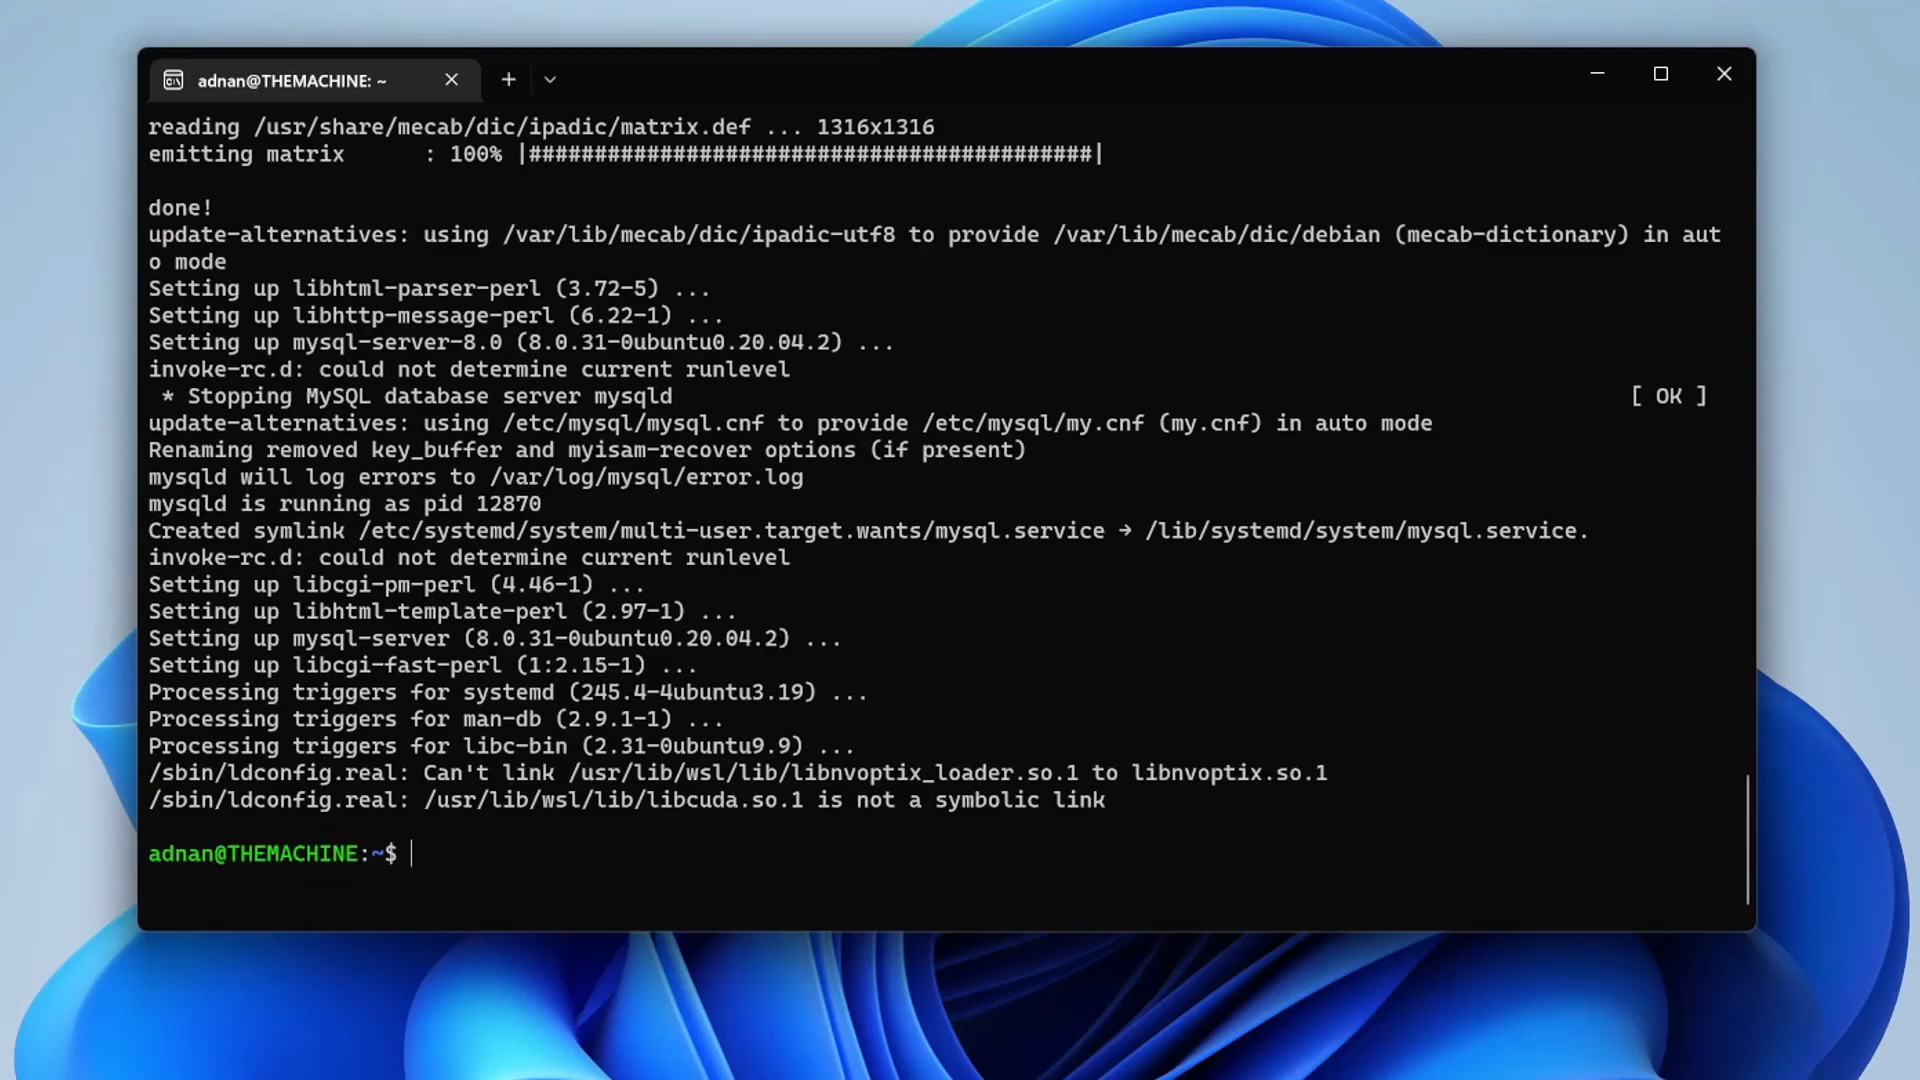 adnan@THEMACHINE: ~
reading /usr/share/mecab/dic/ipadic/matrix.def ... 1316x1316
emitting matrix      : 100% |###########################################|
done!
update-alternatives: using /var/lib/mecab/dic/ipadic-utf8 to provide /var/lib/mecab/dic/debian (mecab-dictionary) in aut
o mode
Setting up libhtml-parser-perl (3.72-5) ...
Setting up libhttp-message-perl (6.22-1) ...
Setting up mysql-server-8.0 (8.0.31-0ubuntu0.20.04.2) ...
invoke-rc.d: could not determine current runlevel
 * Stopping MySQL database server mysqld                                                                         [ OK ]
update-alternatives: using /etc/mysql/mysql.cnf to provide /etc/mysql/my.cnf (my.cnf) in auto mode
Renaming removed key_buffer and myisam-recover options (if present)
mysqld will log errors to /var/log/mysql/error.log
mysqld is running as pid 12870
Created symlink /etc/systemd/system/multi-user.target.wants/mysql.service → /lib/systemd/system/mysql.service.
invoke-rc.d: could not determine current runlevel
Setting up libcgi-pm-perl (4.46-1) ...
Setting up libhtml-template-perl (2.97-1) ...
Setting up mysql-server (8.0.31-0ubuntu0.20.04.2) ...
Setting up libcgi-fast-perl (1:2.15-1) ...
Processing triggers for systemd (245.4-4ubuntu3.19) ...
Processing triggers for man-db (2.9.1-1) ...
Processing triggers for libc-bin (2.31-0ubuntu9.9) ...
/sbin/ldconfig.real: Can't link /usr/lib/wsl/lib/libnvoptix_loader.so.1 to libnvoptix.so.1
/sbin/ldconfig.real: /usr/lib/wsl/lib/libcuda.so.1 is not a symbolic link
adnan@THEMACHINE:~$